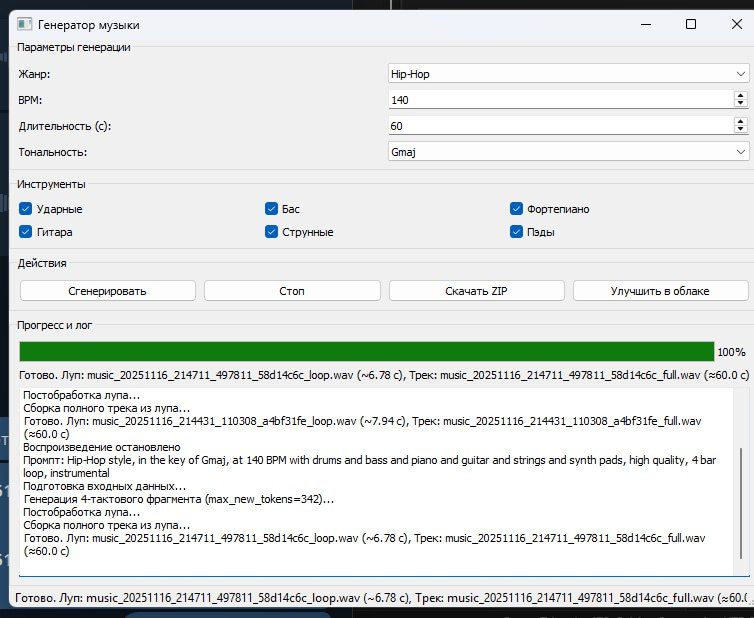 Генератор музыки
Параметры генерации
Жанр:
Hip-Hop
BPM:
140
Длительность (с):
60
Тональность:
Gmaj
Инструменты
Ударные
Бас
Фортепиано
Гитара
Струнные
Пэды
Действия
Сгенерировать
Стоп
Скачать ZIP
Улучшить в облаке
Прогресс и лог
100%
Готово. Луп: music_20251116_214711_497811_58d14c6c_loop.wav (~6.78 с), Трек: music_20251116_214711_497811_58d14c6c_full.wav (≈60.0 с)
Постобработка лупа...
Сборка полного трека из лупа...
Готово. Луп: music_20251116_214431_110308_a4bf31fe_loop.wav (~7.94 с), Трек: music_20251116_214431_110308_a4bf31fe_full.wav
(≈60.0 с)
Воспроизведение остановлено
Промпт: Hip-Hop style, in the key of Gmaj, at 140 BPM with drums and bass and piano and guitar and strings and synth pads, high quality, 4 bar
loop, instrumental
Подготовка входных данных...
Генерация 4-тактового фрагмента (max_new_tokens=342)...
Постобработка лупа...
Сборка полного трека из лупа...
Готово. Луп: music_20251116_214711_497811_58d14c6c_loop.wav (~6.78 с), Трек: music_20251116_214711_497811_58d14c6c_full.wav
(≈60.0 с)
Готово. Луп: music_20251116_214711_497811_58d14c6c_loop.wav (~6.78 с), Трек: music_20251116_214711_497811_58d14c6c_full.wav (≈60.0